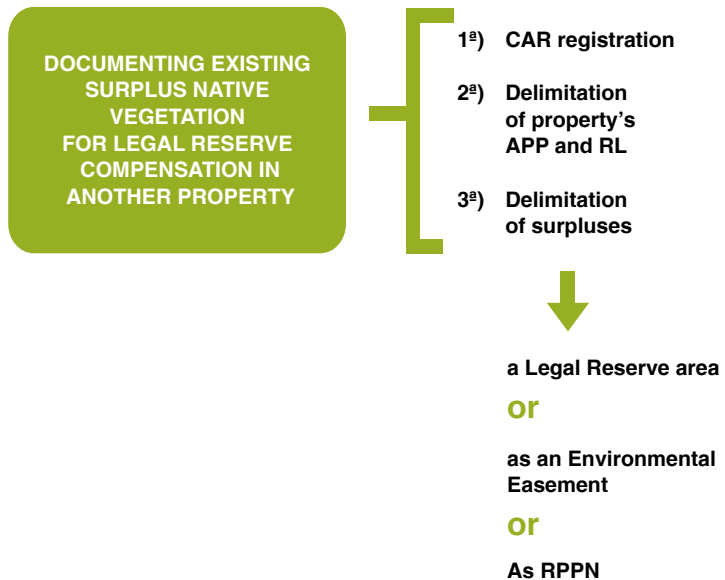 DOCUMENTING EXISTING
SURPLUS NATIVE
VEGETATION
FOR LEGAL RESERVE
COMPENSATION IN
ANOTHER PROPERTY
1ª) CAR registration
2ª) Delimitation
of property's
APP and RL
3ª) Delimitation
of surpluses
a Legal Reserve area
or
as an Environmental
Easement
or
As RPPN